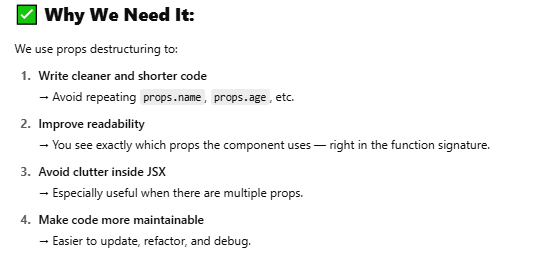 ✅ Why We Need It:
We use props destructuring to:
1. Write cleaner and shorter code
→ Avoid repeating props.name, props.age, etc.
2. Improve readability
→ You see exactly which props the component uses — right in the function signature.
3. Avoid clutter inside JSX
→ Especially useful when there are multiple props.
4. Make code more maintainable
→ Easier to update, refactor, and debug.